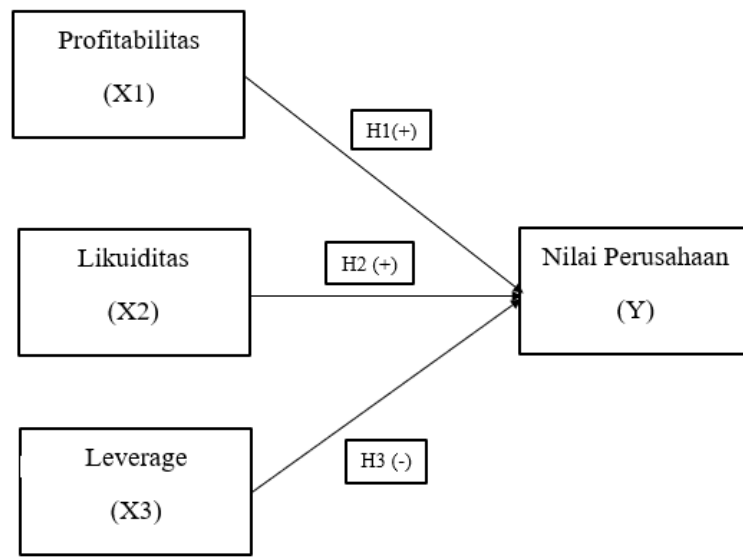 Profitabilitas
(X1)
H1(+)
Likuiditas
(X2)
H2 (+)
Nilai Perusahaan
(Y)
Leverage
(X3)
H3 (-)